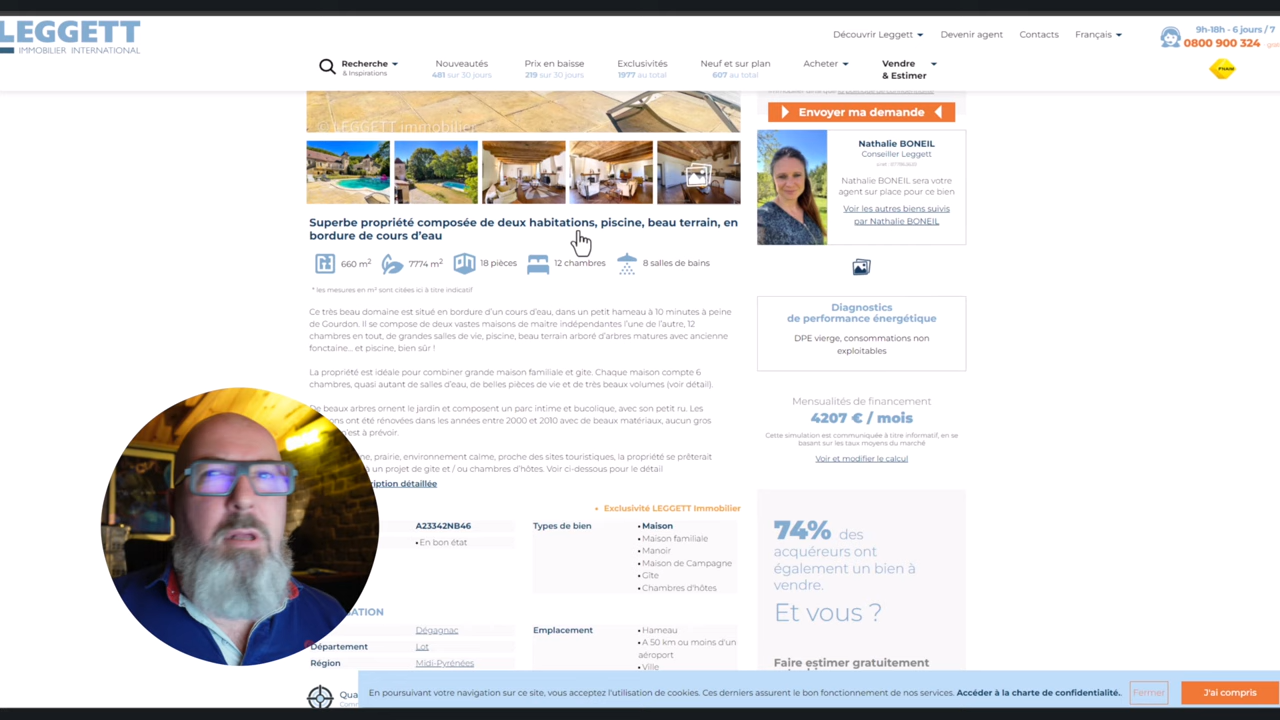 LEGGETT
IMMOBILIER INTERNATIONAL
Découvrir Leggett
Devenir agent
Contacts
Français
9h-18h - 6 jours / 7
0800 900 324
Recherche
& Inspirations
Nouveautés
481 sur 30 jours
Prix en baisse
219 sur 30 jours
Exclusivités
1977 au total
Neuf et sur plan
607 au total
Acheter
Vendre
& Estimer
FNAIM
© LEGGETT immobilier
Envoyer ma demande
Nathalie BONEIL
Conseiller Leggett
Nathalie BONEIL sera votre
agent sur place pour ce bien
Voir les autres biens suivis
par Nathalie BONEIL
Superbe propriété composée de deux habitations, piscine, beau terrain, en
bordure de cours d’eau
660 m²
7774 m²
18 pièces
12 chambres
8 salles de bains
* les mesures en m² sont citées ici à titre indicatif
Ce très beau domaine est situé en bordure d’un cours d’eau, dans un petit hameau à 10 minutes à peine
de Gourdon. Il se compose de deux vastes maisons de maitre indépendantes l’une de l’autre, 12
chambres en tout, de grandes salles de vie, piscine, beau terrain arboré d’arbres matures avec ancienne
fonctaine... et piscine, bien sûr !
La propriété est idéale pour combiner grande maison familiale et gite. Chaque maison compte 6
chambres, quasi autant de salles d’eau, de belles pièces de vie et de très beaux volumes (voir détail).
De beaux arbres ornent le jardin et composent un parc intime et bucolique, avec son petit ru. Les
ons ont été rénovées dans les années entre 2000 et 2010 avec de beaux matériaux, aucun gros
n’est à prévoir.
ne, prairie, environnement calme, proche des sites touristiques, la propriété se prêterait
à un projet de gite et / ou chambres d’hôtes. Voir ci-dessous pour le détail
cription détaillée
Diagnostics
de performance énergétique
DPE vierge, consommations non
exploitables
Mensualités de financement
4207 € / mois
Cette simulation est communiquée à titre informatif, en se
basant sur les taux moyens du marché
Voir et modifier le calcul
• Exclusivité LEGGETT Immobilier
A23342NB46
• En bon état
Types de bien
• Maison
• Maison familiale
• Manoir
• Maison de Campagne
• Gîte
• Chambres d'hôtes
74% des
acquéreurs ont
également un bien à
vendre.
Et vous ?
Faire estimer gratuitement
ATION
Dégagnac
Département
Lot
Région
Midi-Pyrénées
Emplacement
• Hameau
• A 50 km ou moins d'un
aéroport
• Ville
Qua
En poursuivant votre navigation sur ce site, vous acceptez l'utilisation de cookies. Ces derniers assurent le bon fonctionnement de nos services. Accéder à la charte de confidentialité.
Fermer
J'ai compris